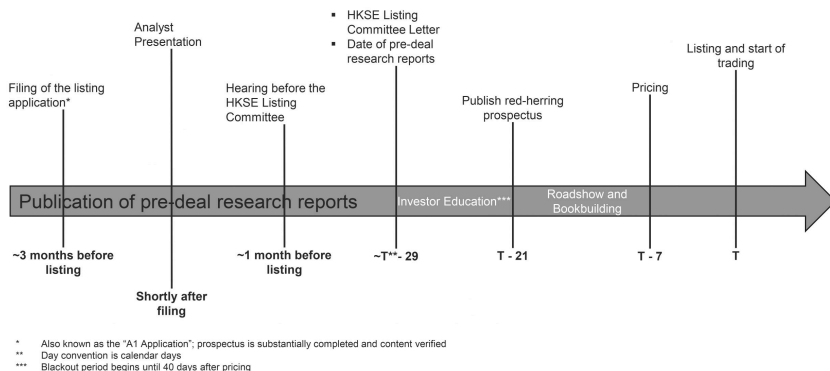 Filing of the listing
application*
Analyst
Presentation
Hearing before the
HKSE Listing
Committee
▪ HKSE Listing
Committee Letter
▪ Date of pre-deal
research reports
Publish red-herring
prospectus
Pricing
Listing and start of
trading
Publication of pre-deal research reports
Investor Education***
Roadshow and
Bookbuilding
~3 months before
listing
Shortly after
filing
~1 month before
listing
~T**- 29
T - 21
T - 7
T
* Also known as the “A1 Application”; prospectus is substantially completed and content verified
** Day convention is calendar days
*** Blackout period begins until 40 days after pricing